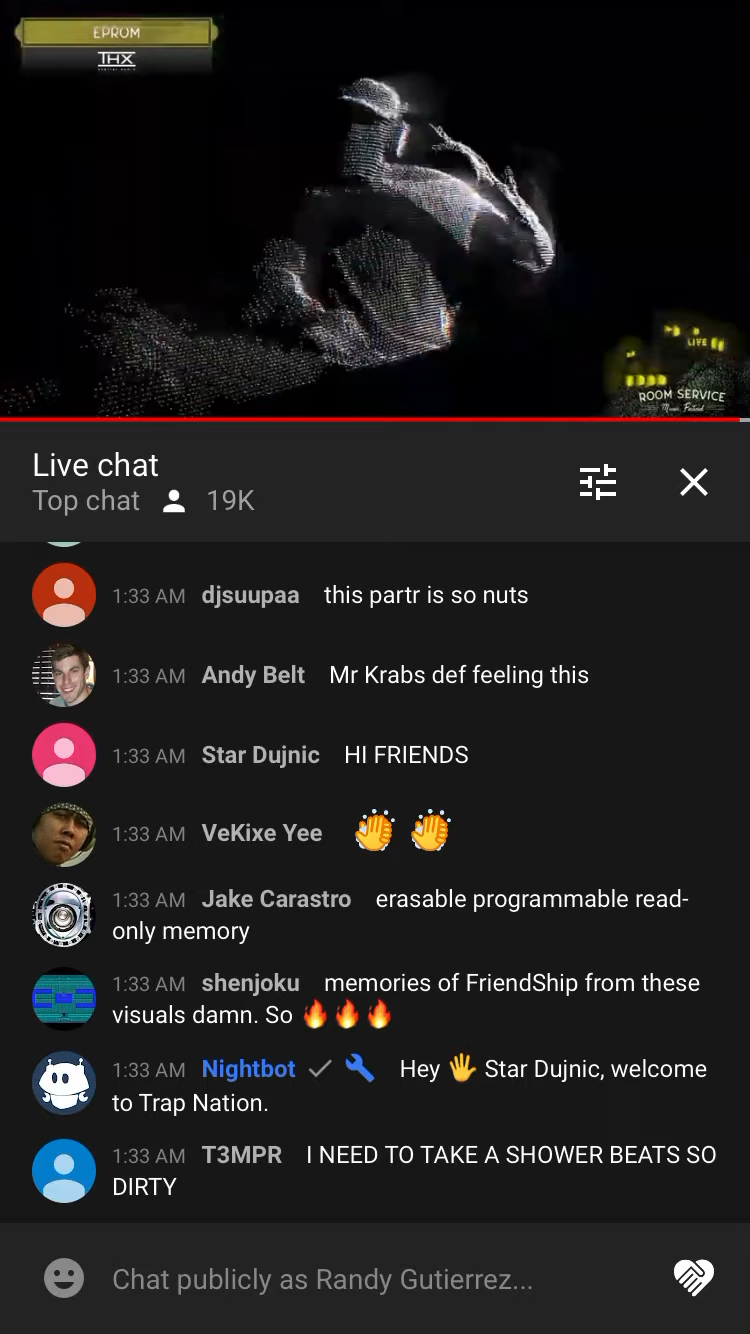 EPROM
THX
LIVE
ROOM SERVICE
Music Festival
Live chat
Top chat 19K
1:33 AM djsuupaa this partr is so nuts
1:33 AM Andy Belt Mr Krabs def feeling this
1:33 AM Star Dujnic HI FRIENDS
1:33 AM VeKixe Yee 👏 👏
1:33 AM Jake Carastro erasable programmable read-
only memory
1:33 AM shenjoku memories of FriendShip from these
visuals damn. So 🔥🔥🔥
1:33 AM Nightbot Hey 🖐 Star Dujnic, welcome
to Trap Nation.
1:33 AM T3MPR I NEED TO TAKE A SHOWER BEATS SO
DIRTY
Chat publicly as Randy Gutierrez...